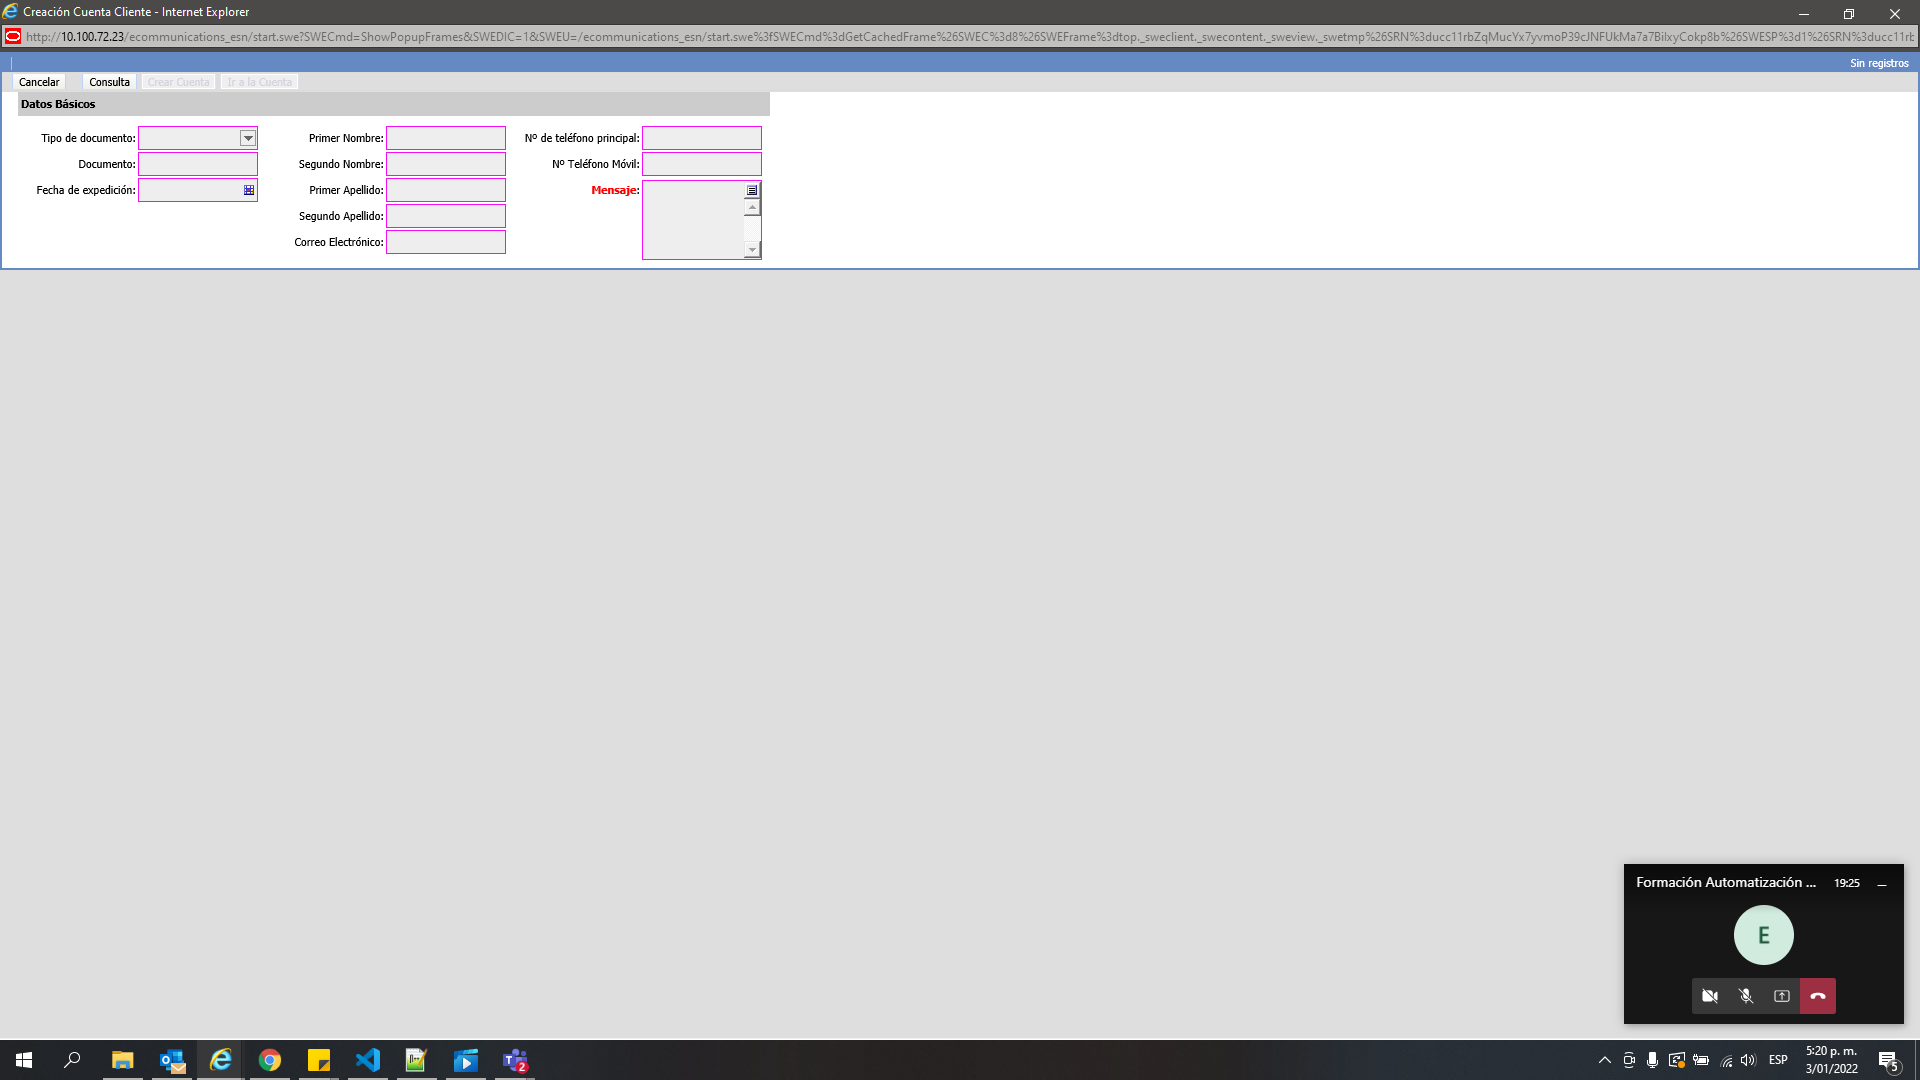 Creación Cuenta Cliente - Internet Explorer
http://10.100.72.23/ecommunications_esn/start.swe?SWECmd=ShowPopupFrames&SWEDIC=1&SWEU=/ecommunications_esn/start.swe%3fSWECmd%3dGetCachedFrame%26SWEC%3d8%26SWEFrame%3dtop._sweclient._swecontent._sweview._swetmp%26SRN%3ducc11rbZqMucYx7yvmoP39cJNFUkMa7a7BilxyCokp8b%26SWESP%3d1%26SRN%3ducc11rb
Sin registros
Cancelar Consulta Crear Cuenta Ir a la Cuenta
Datos Básicos
Tipo de documento: Primer Nombre: Nº de teléfono principal:
Documento: Segundo Nombre: Nº Teléfono Móvil:
Fecha de expedición: Primer Apellido: Mensaje:
Segundo Apellido:
Correo Electrónico:
Formación Automatización ... 19:25
E
2
ESP
5:20 p. m.
3/01/2022
5